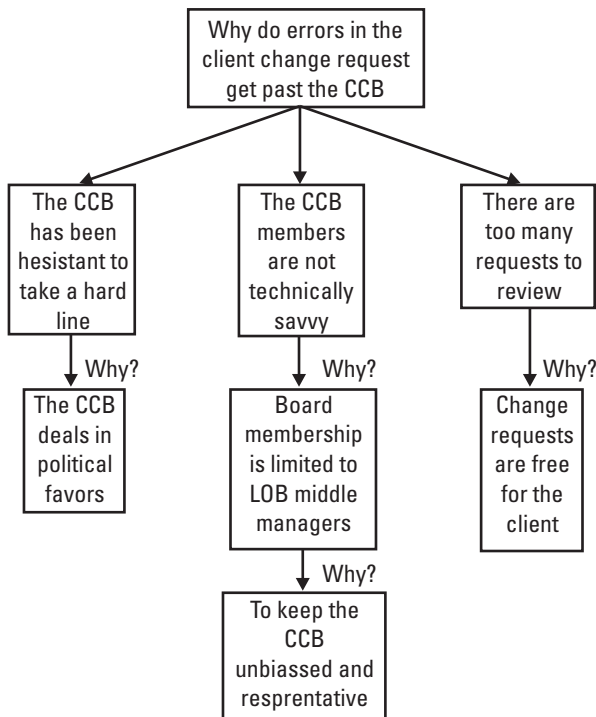 Why do errors in the
client change request
get past the CCB
The CCB
has been
hesistant to
take a hard
line
The CCB
members
are not
technically
savvy
There are
too many
requests to
review
Why?
Why?
Why?
The CCB
deals in
political
favors
Board
membership
is limited to
LOB middle
managers
Change
requests
are free
for the
client
Why?
To keep the
CCB
unbiassed and
resprentative